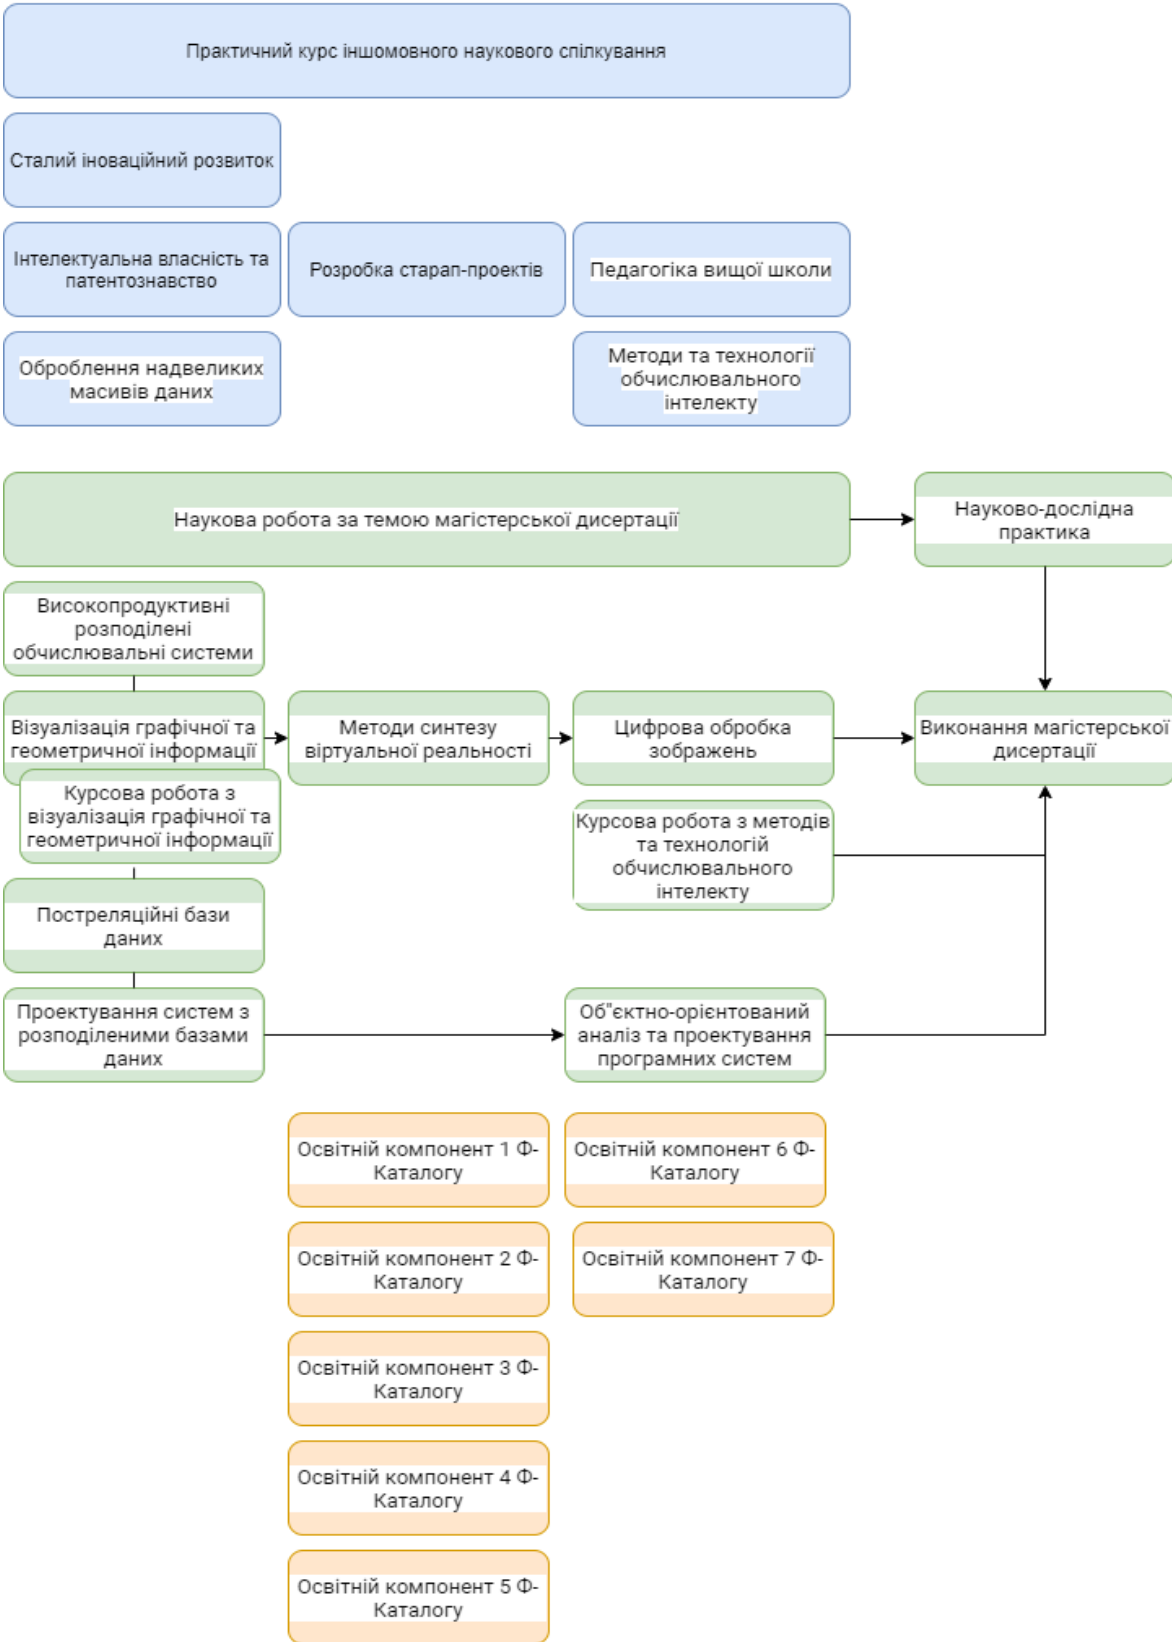 Практичний курс іншомовного наукового спілкування
Сталий іноваційний розвиток
Інтелектуальна власність та
патентознавство
Розробка старап-проектів
Педагогіка вищої школи
Оброблення надвеликих
масивів даних
Методи та технології
обчислювального
інтелекту
Наукова робота за темою магістерської дисертації
Науково-дослідна
практика
Високопродуктивні
розподілені
обчислювальні системи
Візуалізація графічної та
геометричної інформації
Методи синтезу
віртуальної реальності
Цифрова обробка
зображень
Виконання магістерської
дисертації
Курсова робота з
візуалізація графічної та
геометричної інформації
Курсова робота з методів
та технологій
обчислювального
інтелекту
Постреляційні бази
даних
Проектування систем з
розподіленими базами
даних
Об"єктно-орієнтований
аналіз та проектування
програмних систем
Освітній компонент 1 Ф-
Каталогу
Освітній компонент 6 Ф-
Каталогу
Освітній компонент 2 Ф-
Каталогу
Освітній компонент 7 Ф-
Каталогу
Освітній компонент 3 Ф-
Каталогу
Освітній компонент 4 Ф-
Каталогу
Освітній компонент 5 Ф-
Каталогу